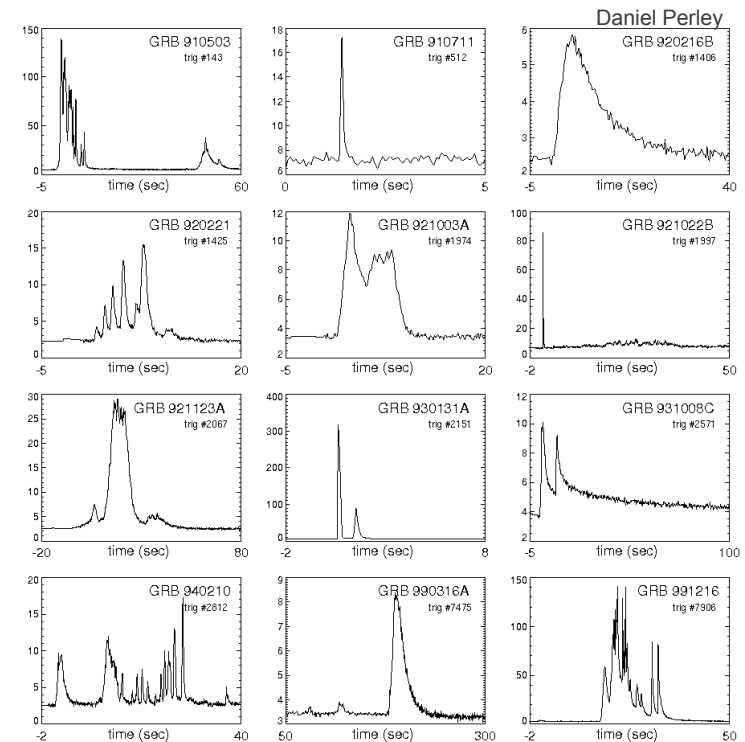 Daniel Perley
GRB 910503
trig #143
150
100
50
0
-5
time (sec)
60
GRB 910711
trig #512
18
16
14
12
10
8
6
0
time (sec)
5
GRB 920216B
trig #1406
6
5
4
3
2
-5
time (sec)
40
GRB 920221
trig #1425
20
15
10
5
0
-5
time (sec)
20
GRB 921003A
trig #1974
12
10
8
6
4
2
-5
time (sec)
20
GRB 921022B
trig #1997
100
80
60
40
20
0
-2
time (sec)
50
GRB 921123A
trig #2067
30
25
20
15
10
5
0
-20
time (sec)
80
GRB 930131A
trig #2151
400
300
200
100
0
-2
time (sec)
8
GRB 931008C
trig #2571
12
10
8
6
4
2
-5
time (sec)
100
GRB 940210
trig #2812
20
15
10
5
0
-2
time (sec)
40
GRB 990316A
trig #7475
9
8
7
6
5
4
3
50
time (sec)
300
GRB 991216
trig #7906
150
100
50
0
-2
time (sec)
50